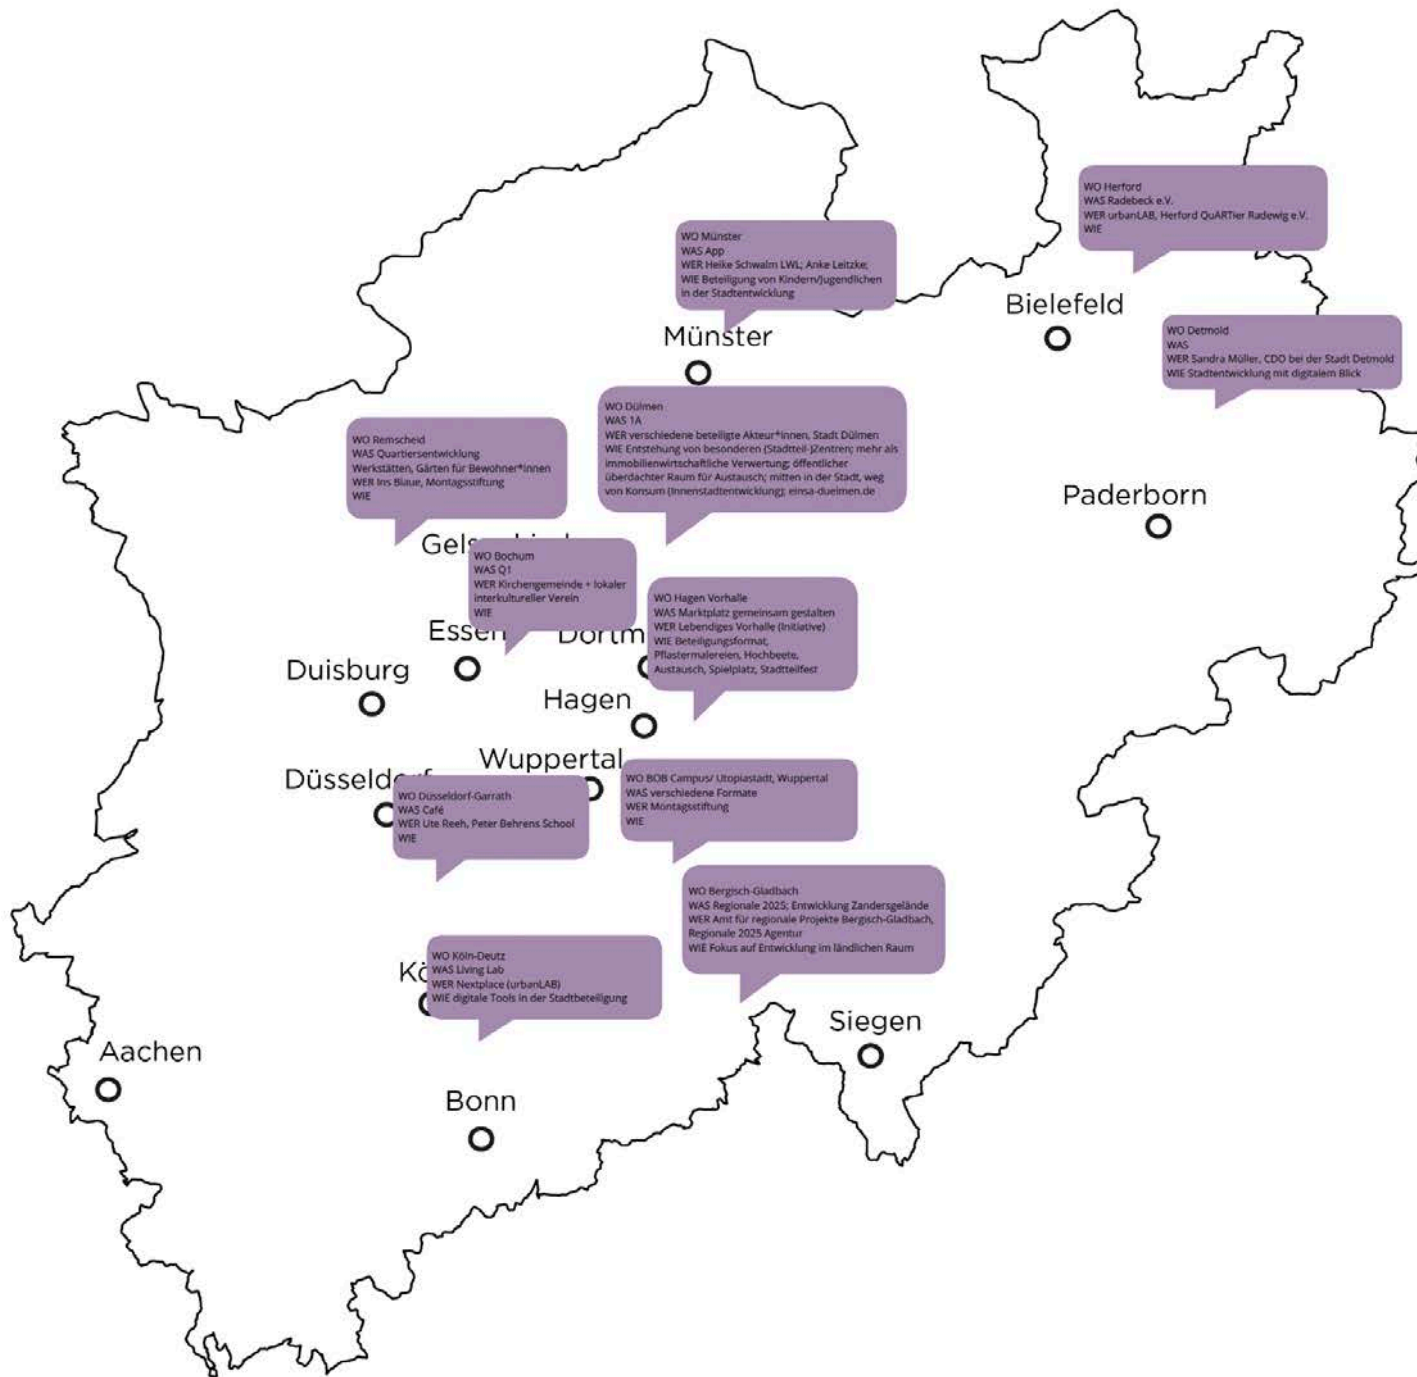 WO Herford
WAS Radebeck e.V.
WER urbanLAB, Herford QuARTier Radewig e.V.
WIE
WO Münster
WAS App
WER Heike Schwalm LWL; Anke Leitzke;
WIE Beteiligung von Kindern/Jugendlichen
in der Stadtentwicklung
Bielefeld
Münster
WO Detmold
WAS
WER Sandra Müller, CDO bei der Stadt Detmold
WIE Stadtentwicklung mit digitalem Blick
WO Dülmen
WAS 1A
WER verschiedene beteiligte Akteur*innen, Stadt Dülmen
WIE Entstehung von besonderen (Stadtteil-)Zentren; mehr als
immobilienwirtschaftliche Verwertung; öffentlicher
überdachter Raum für Austausch; mitten in der Stadt, weg
von Konsum (Innenstadtentwicklung); einsa-duelmen.de
WO Remscheid
WAS Quartiersentwicklung
Werkstätten, Gärten für Bewohner*innen
WER Ins Blaue, Montagsstiftung
WIE
Paderborn
WO Bochum
WAS Q1
WER Kirchengemeinde + lokaler
interkultureller Verein
WIE
WO Hagen Vorhalle
WAS Marktplatz gemeinsam gestalten
WER Lebendiges Vorhalle (Initiative)
WIE Beteiligungsformat,
Pflastermalereien, Hochbeete,
Austausch, Spielplatz, Stadtteilfest
Essen
Dortm
Duisburg
Hagen
Wuppertal
Düsseldorf
WO BOB Campus/ Utopiastadt, Wuppertal
WAS verschiedene Formate
WER Montagsstiftung
WIE
WO Düsseldorf-Garrath
WAS Café
WER Ute Reeh, Peter Behrens School
WIE
WO Bergisch-Gladbach
WAS Regionale 2025; Entwicklung Zandersgelände
WER Amt für regionale Projekte Bergisch-Gladbach,
Regionale 2025 Agentur
WIE Fokus auf Entwicklung im ländlichen Raum
WO Köln-Deutz
WAS Living Lab
WER Nextplace (urbanLAB)
WIE digitale Tools in der Stadtbeteiligung
Siegen
Aachen
Bonn